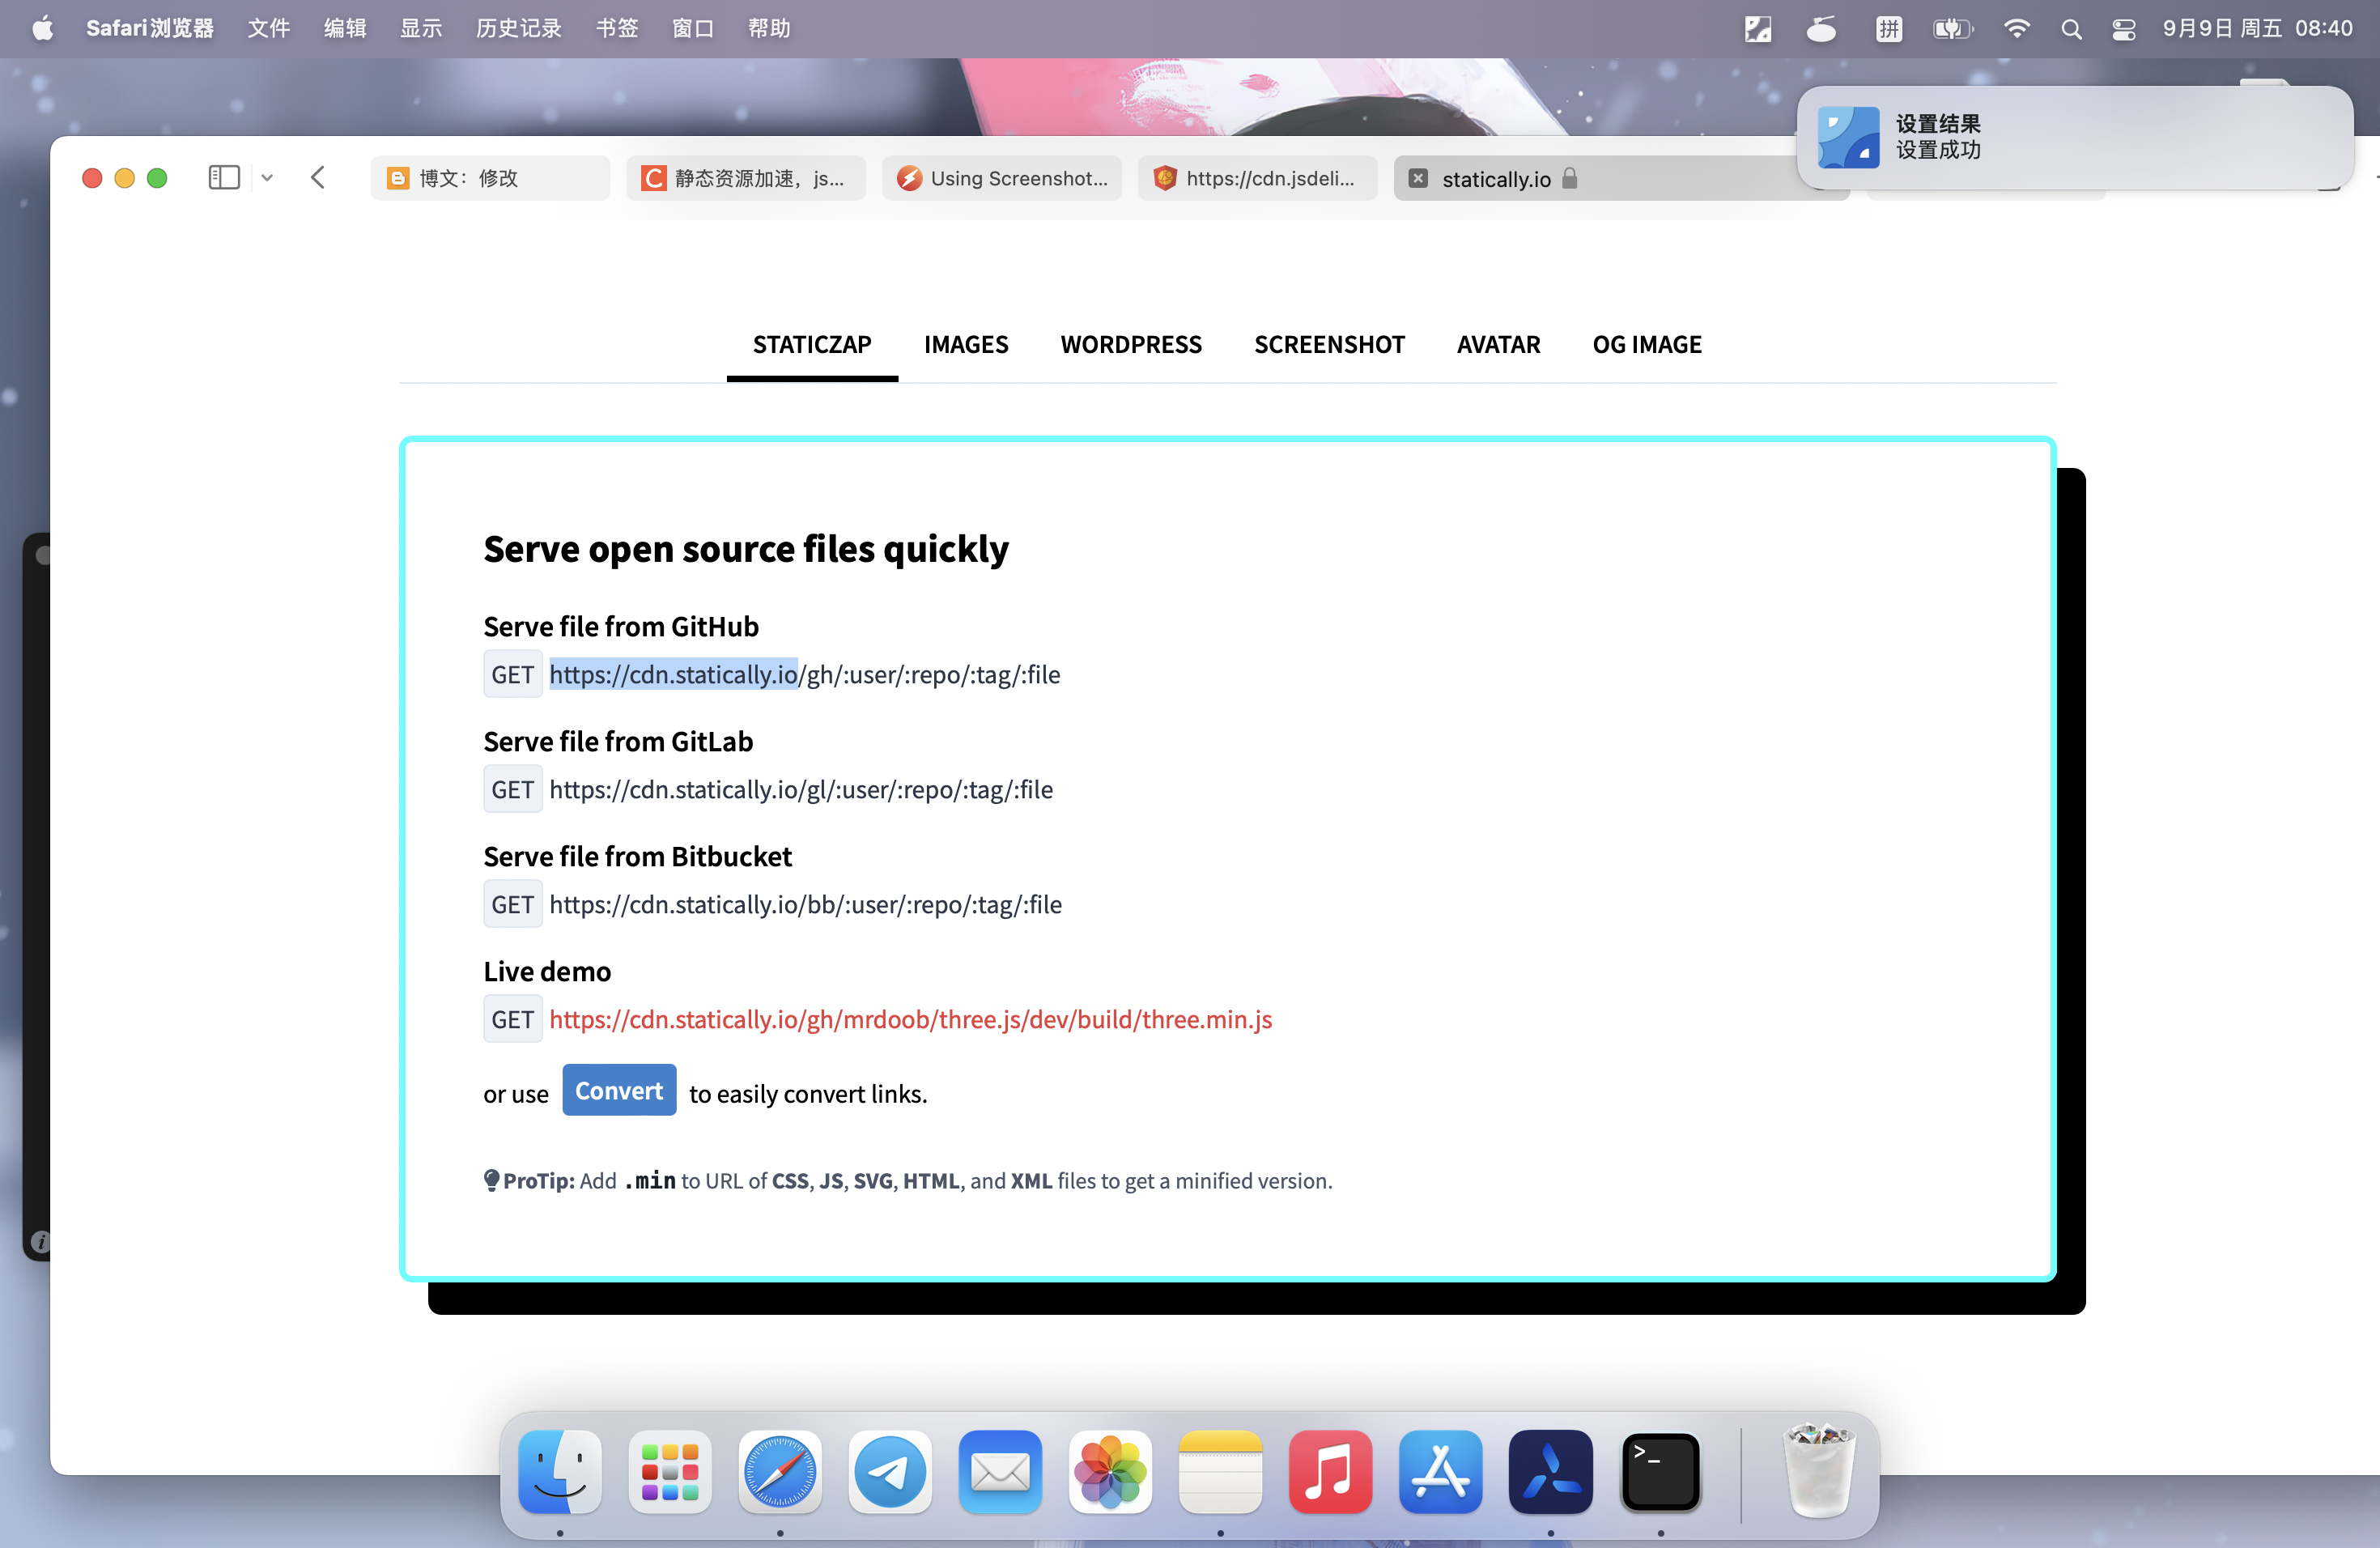 Safari浏览器 文件 编辑 显示 历史记录 书签 窗口 帮助 拼 9月9日 周五 08:40
设置结果
设置成功
博文：修改 静态资源加速，js... Using Screenshot... https://cdn.jsdeli... statically.io
STATICZAP IMAGES WORDPRESS SCREENSHOT AVATAR OG IMAGE
Serve open source files quickly
Serve file from GitHub
GET https://cdn.statically.io/gh/:user/:repo/:tag/:file
Serve file from GitLab
GET https://cdn.statically.io/gl/:user/:repo/:tag/:file
Serve file from Bitbucket
GET https://cdn.statically.io/bb/:user/:repo/:tag/:file
Live demo
GET https://cdn.statically.io/gh/mrdoob/three.js/dev/build/three.min.js
or use Convert to easily convert links.
ProTip: Add .min to URL of CSS, JS, SVG, HTML, and XML files to get a minified version.